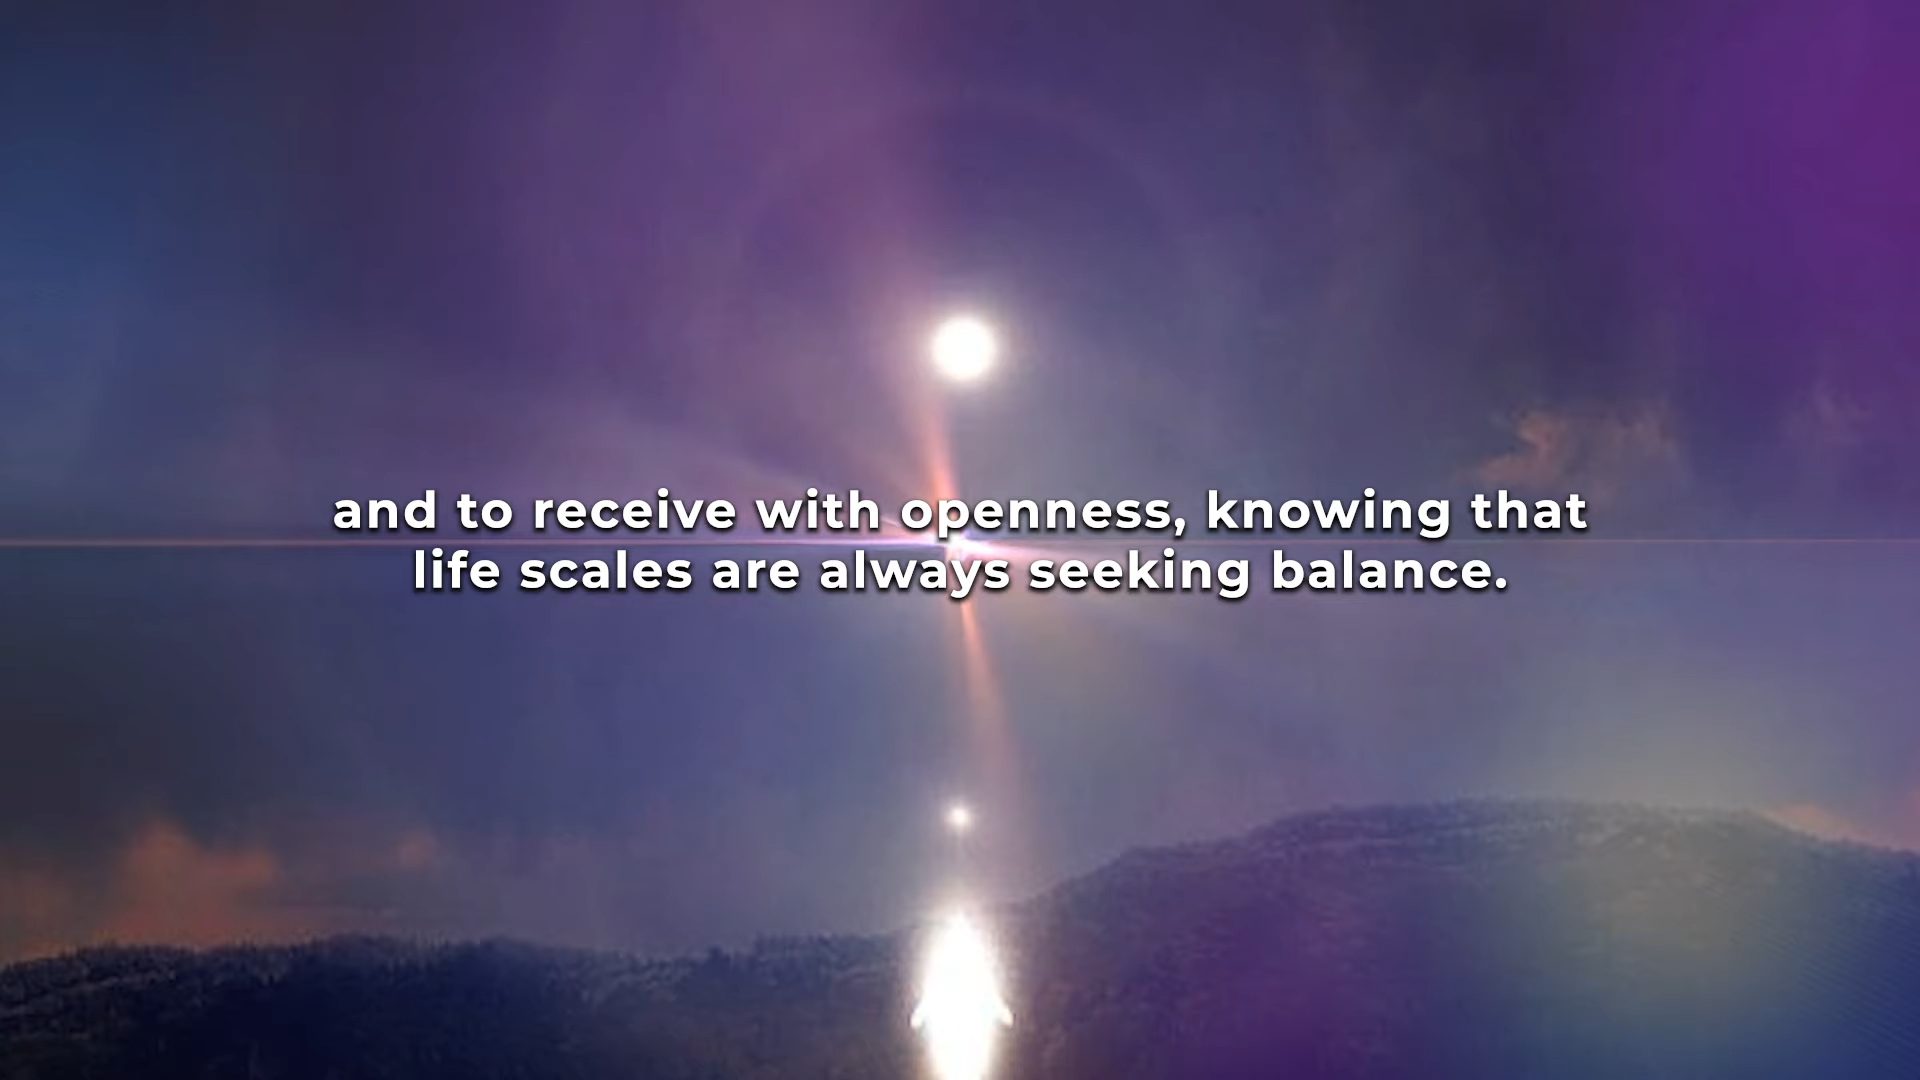 and to receive with openness, knowing that
life scales are always seeking balance.